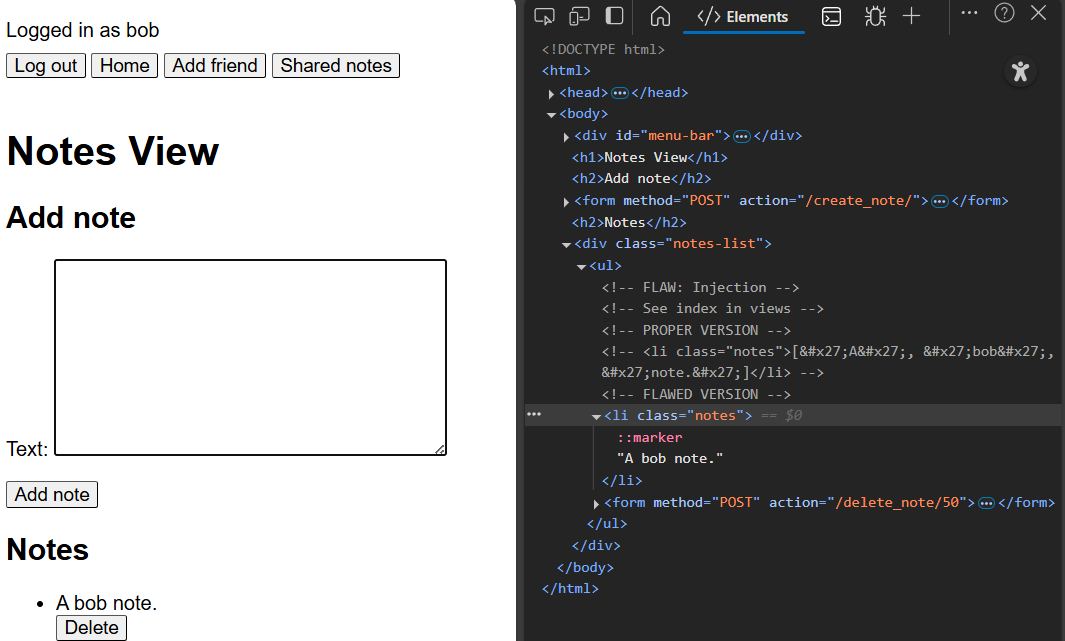 Logged in as bob
Log out Home Add friend Shared notes
Notes View
Add note
Text:
Add note
Notes
A bob note.
Delete
</> Elements
<!DOCTYPE html>
<html>
<head>•••</head>
<body>
<div id="menu-bar">•••</div>
<h1>Notes View</h1>
<h2>Add note</h2>
<form method="POST" action="/create_note/">•••</form>
<h2>Notes</h2>
<div class="notes-list">
<ul>
<!-- FLAW: Injection -->
<!-- See index in views -->
<!-- PROPER VERSION -->
<!-- <li class="notes">[&#x27;A&#x27;, &#x27;bob&#x27;,
&#x27;note.&#x27;]</li> -->
<!-- FLAWED VERSION -->
<li class="notes"> == $0
::marker
"A bob note."
</li>
<form method="POST" action="/delete_note/50">•••</form>
</ul>
</div>
</body>
</html>